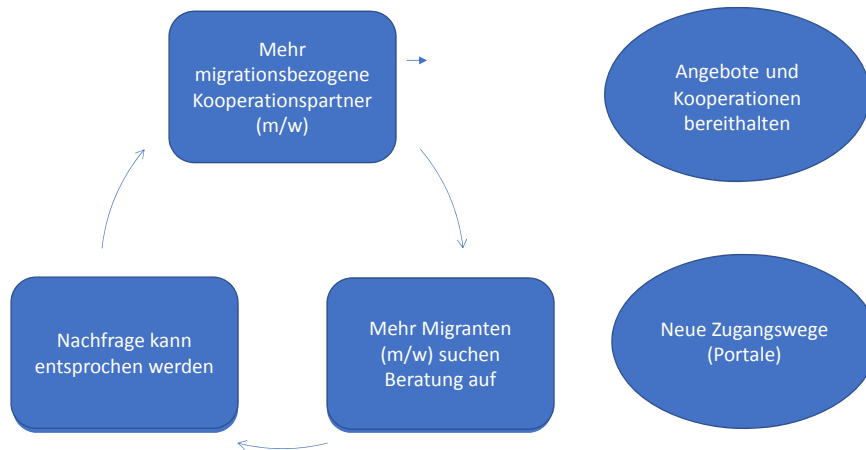 Mehr
migrationsbezogene
Kooperationspartner
(m/w)
Angebote und
Kooperationen
bereithalten
Nachfrage kann
entsprochen werden
Mehr Migranten
(m/w) suchen
Beratung auf
Neue Zugangswege
(Portale)